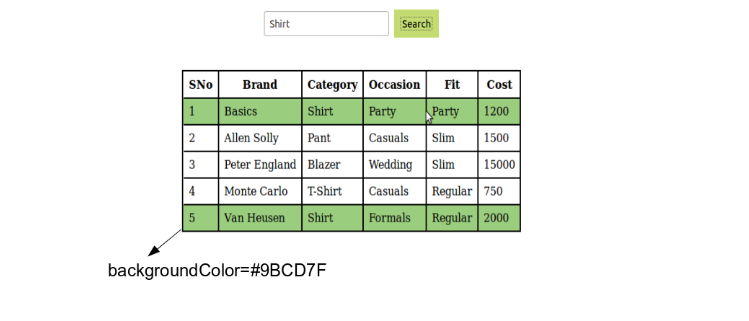 Shirt Search
SNo Brand Category Occasion Fit Cost
1 Basics Shirt Party Party 1200
2 Allen Solly Pant Casuals Slim 1500
3 Peter England Blazer Wedding Slim 15000
4 Monte Carlo T-Shirt Casuals Regular 750
5 Van Heusen Shirt Formals Regular 2000
backgroundColor=#9BCD7F